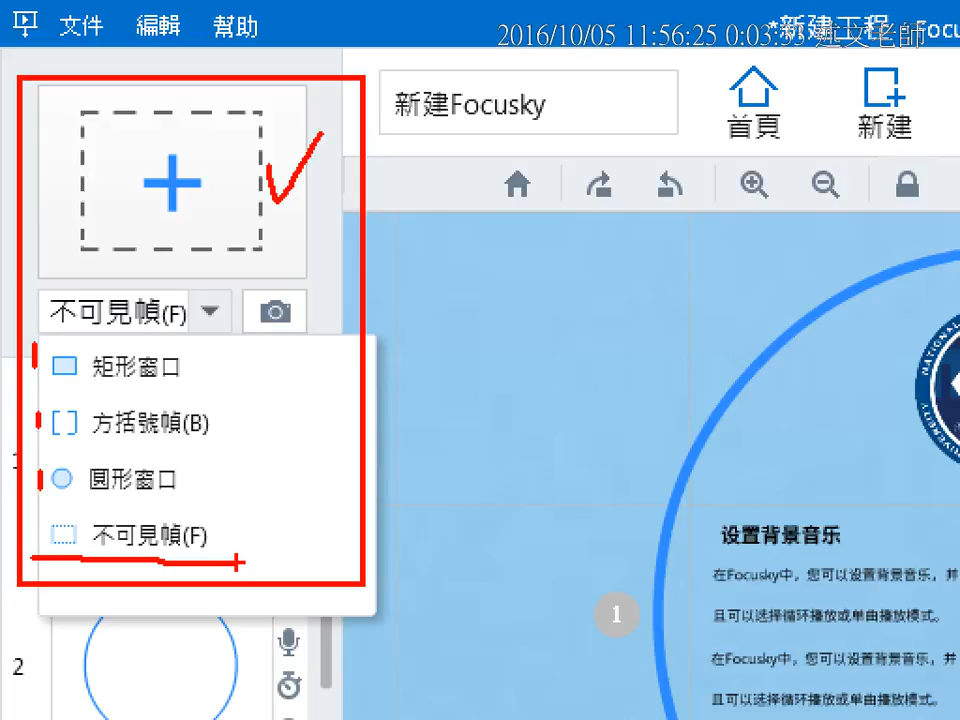 文件 編輯 幫助
*新建工程 - Focu
2016/10/05 11:56:25 0:03:33
老師
新建Focusky
首頁
新建
不可見幀(F)
矩形窗口
方括號幀(B)
圓形窗口
不可見幀(F)
NATIONAL
UNIVERSITY
设置背景音乐
在Focusky中，您可以设置背景音乐，并
且可以选择循环播放或单曲播放模式。
在Focusky中，您可以设置背景音乐，并
且可以选择循环播放或单曲播放模式。
1
2